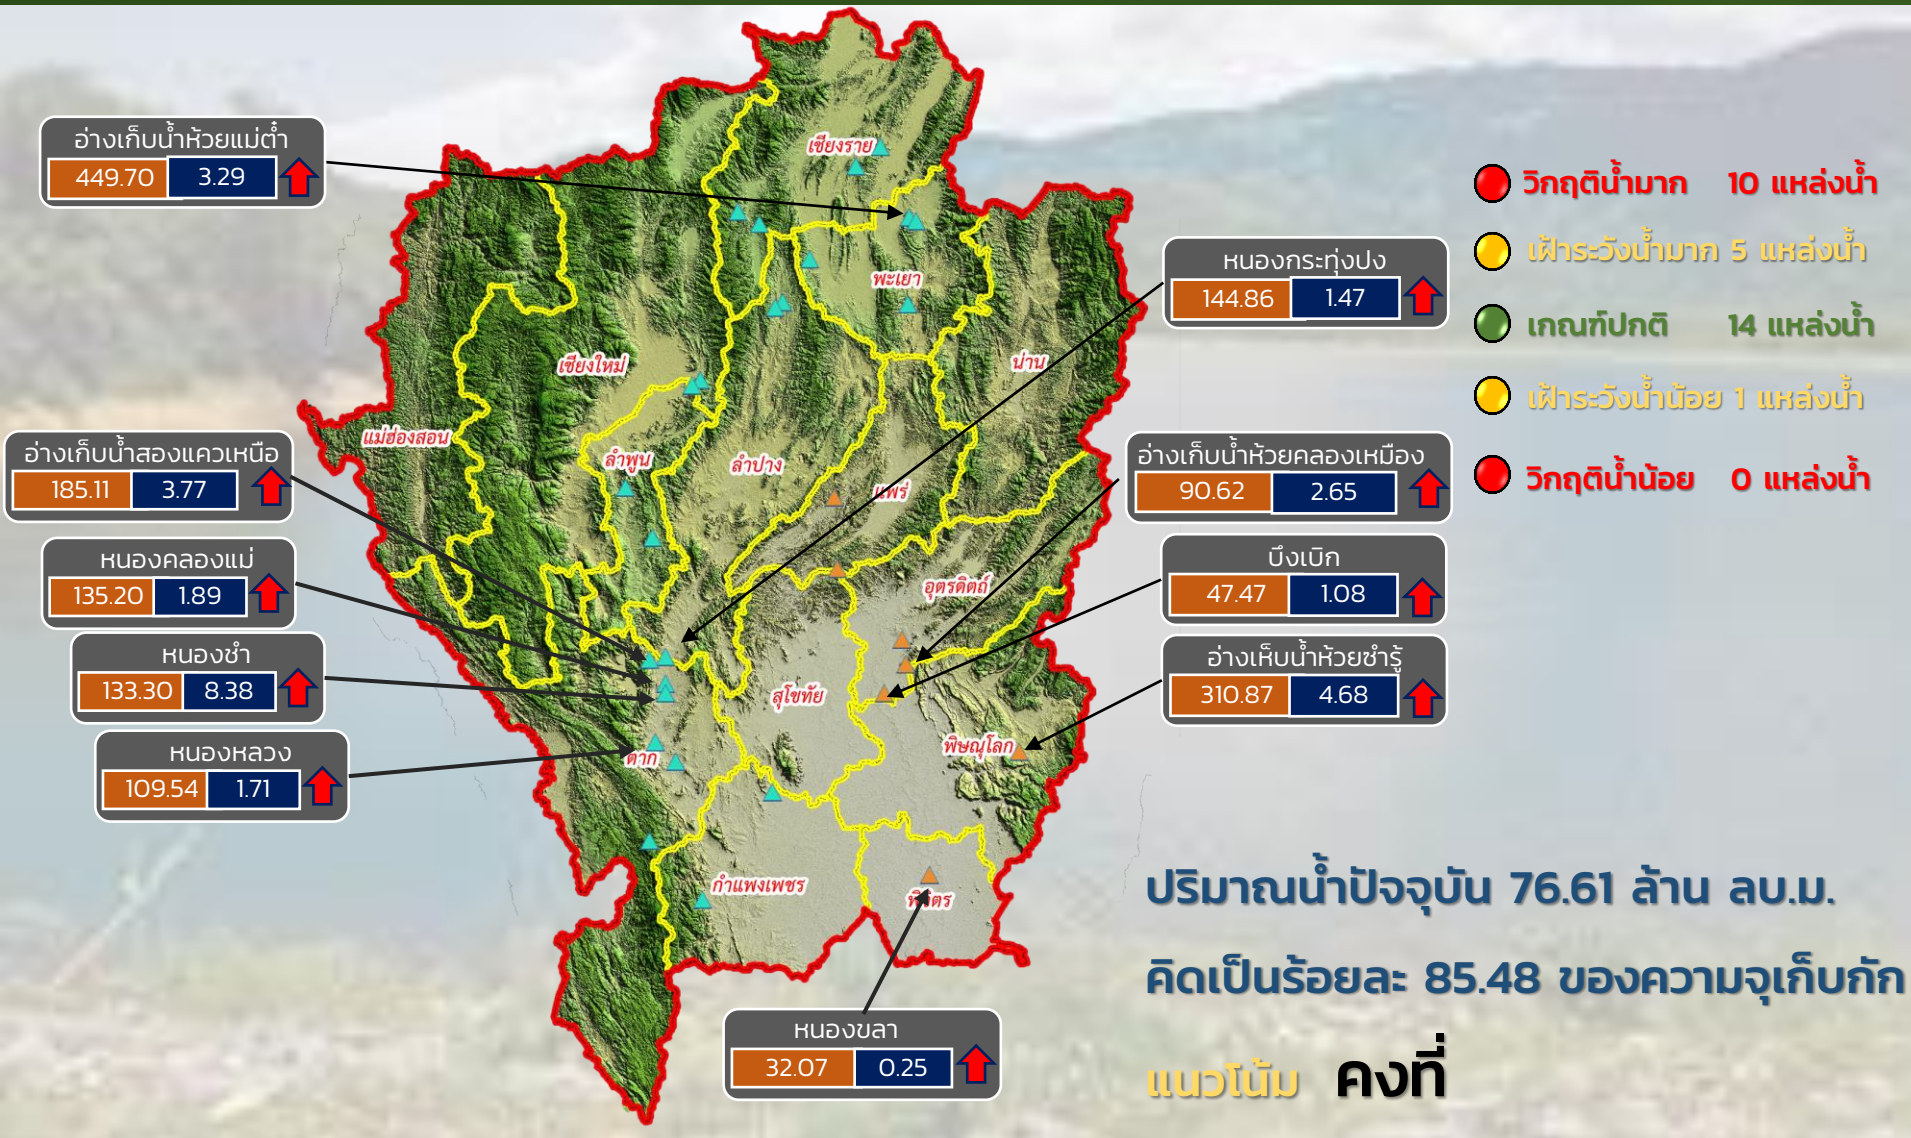 อ่างเก็บน้ำห้วยแม่ต๋ำ
449.70 3.29
อ่างเก็บน้ำสองแควเหนือ
185.11 3.77
หนองคลองแม่
135.20 1.89
หนองชำ
133.30 8.38
หนองหลวง
109.54 1.71
เชียงราย
พะเยา
น่าน
เชียงใหม่
แม่ฮ่องสอน
ลำพูน
ลำปาง
แพร่
อุตรดิตถ์
สุโขทัย
พิษณุโลก
ตาก
กำแพงเพชร
พิจิตร
หนองกระทุ่งปง
144.86 1.47
อ่างเก็บน้ำห้วยคลองเหมือง
90.62 2.65
บึงเบิก
47.47 1.08
อ่างเห็บน้ำห้วยซำรู้
310.87 4.68
หนองขลา
32.07 0.25
วิกฤติน้ำมาก 10 แหล่งน้ำ
เฝ้าระวังน้ำมาก 5 แหล่งน้ำ
เกณฑ์ปกติ 14 แหล่งน้ำ
เฝ้าระวังน้ำน้อย 1 แหล่งน้ำ
วิกฤติน้ำน้อย 0 แหล่งน้ำ
ปริมาณน้ำปัจจุบัน 76.61 ล้าน ลบ.ม.
คิดเป็นร้อยละ 85.48 ของความจุเก็บกัก
แนวโน้ม คงที่